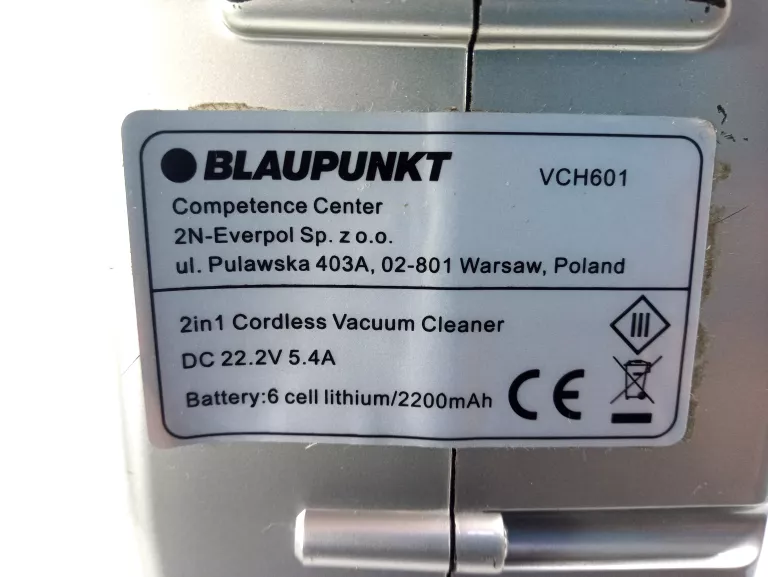 BLAUPUNKT VCH601
Competence Center
2N-Everpol Sp. z o.o.
ul. Pulawska 403A, 02-801 Warsaw, Poland
2in1 Cordless Vacuum Cleaner
DC 22.2V 5.4A
Battery:6 cell lithium/2200mAh CE